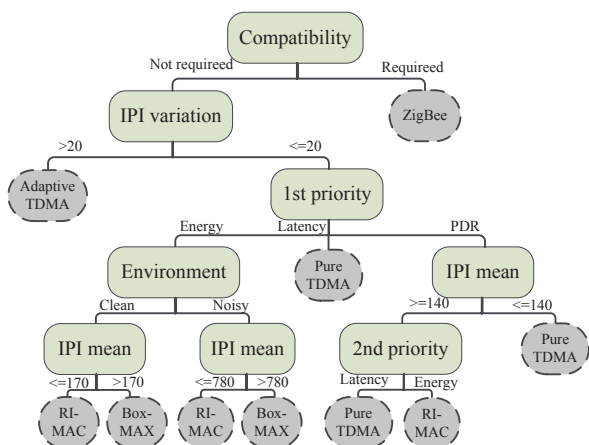 Compatibility
Not requireed
Requireed
IPI variation
ZigBee
>20
<=20
Adaptive
TDMA
1st priority
Energy
Latency
PDR
Environment
Pure
TDMA
IPI mean
Clean
Noisy
>=140
<=140
IPI mean
IPI mean
2nd priority
Pure
TDMA
<=170
>170
<=780
>780
Latency
Energy
RI-
MAC
Box-
MAX
RI-
MAC
Box-
MAX
Pure
TDMA
RI-
MAC